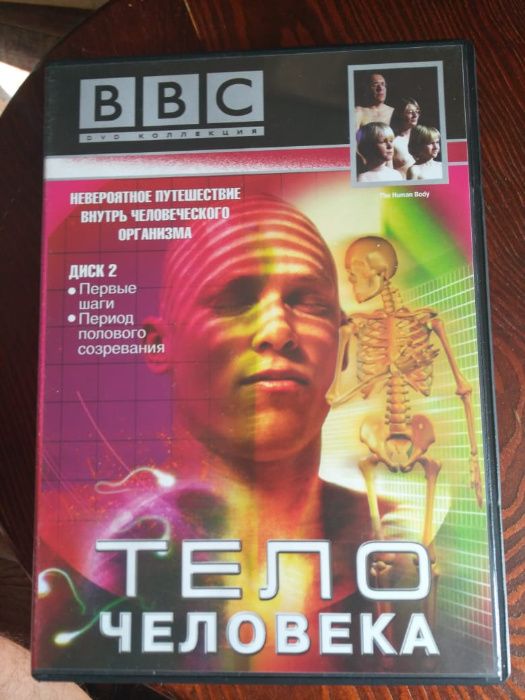 BBC
DVD КОЛЛЕКЦИЯ
The Human Body
НЕВЕРОЯТНОЕ ПУТЕШЕСТВИЕ
ВНУТРЬ ЧЕЛОВЕЧЕСКОГО
ОРГАНИЗМА
ДИСК 2
• Первые
шаги
• Период
полового
созревания
ТЕЛО
ЧЕЛОВЕКА